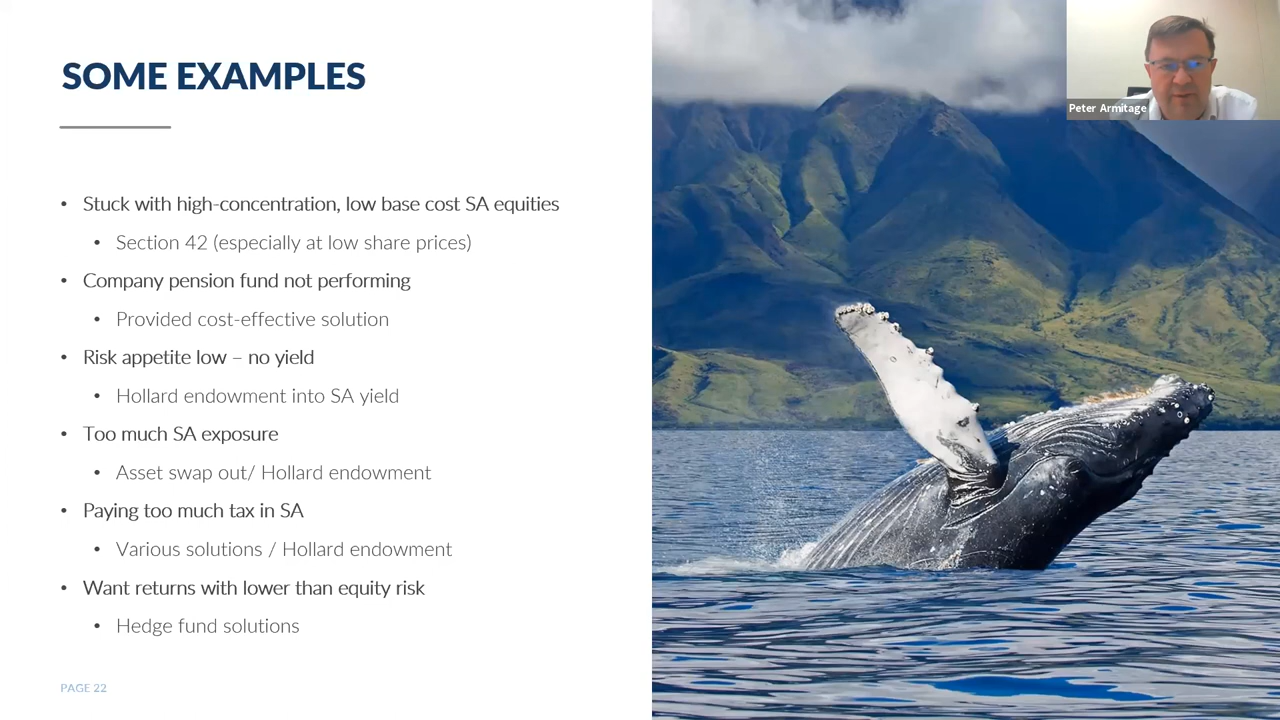 SOME EXAMPLES
Peter Armitage
• Stuck with high-concentration, low base cost SA equities
• Section 42 (especially at low share prices)
• Company pension fund not performing
• Provided cost-effective solution
• Risk appetite low – no yield
• Hollard endowment into SA yield
• Too much SA exposure
• Asset swap out/ Hollard endowment
• Paying too much tax in SA
• Various solutions / Hollard endowment
• Want returns with lower than equity risk
• Hedge fund solutions
PAGE 22